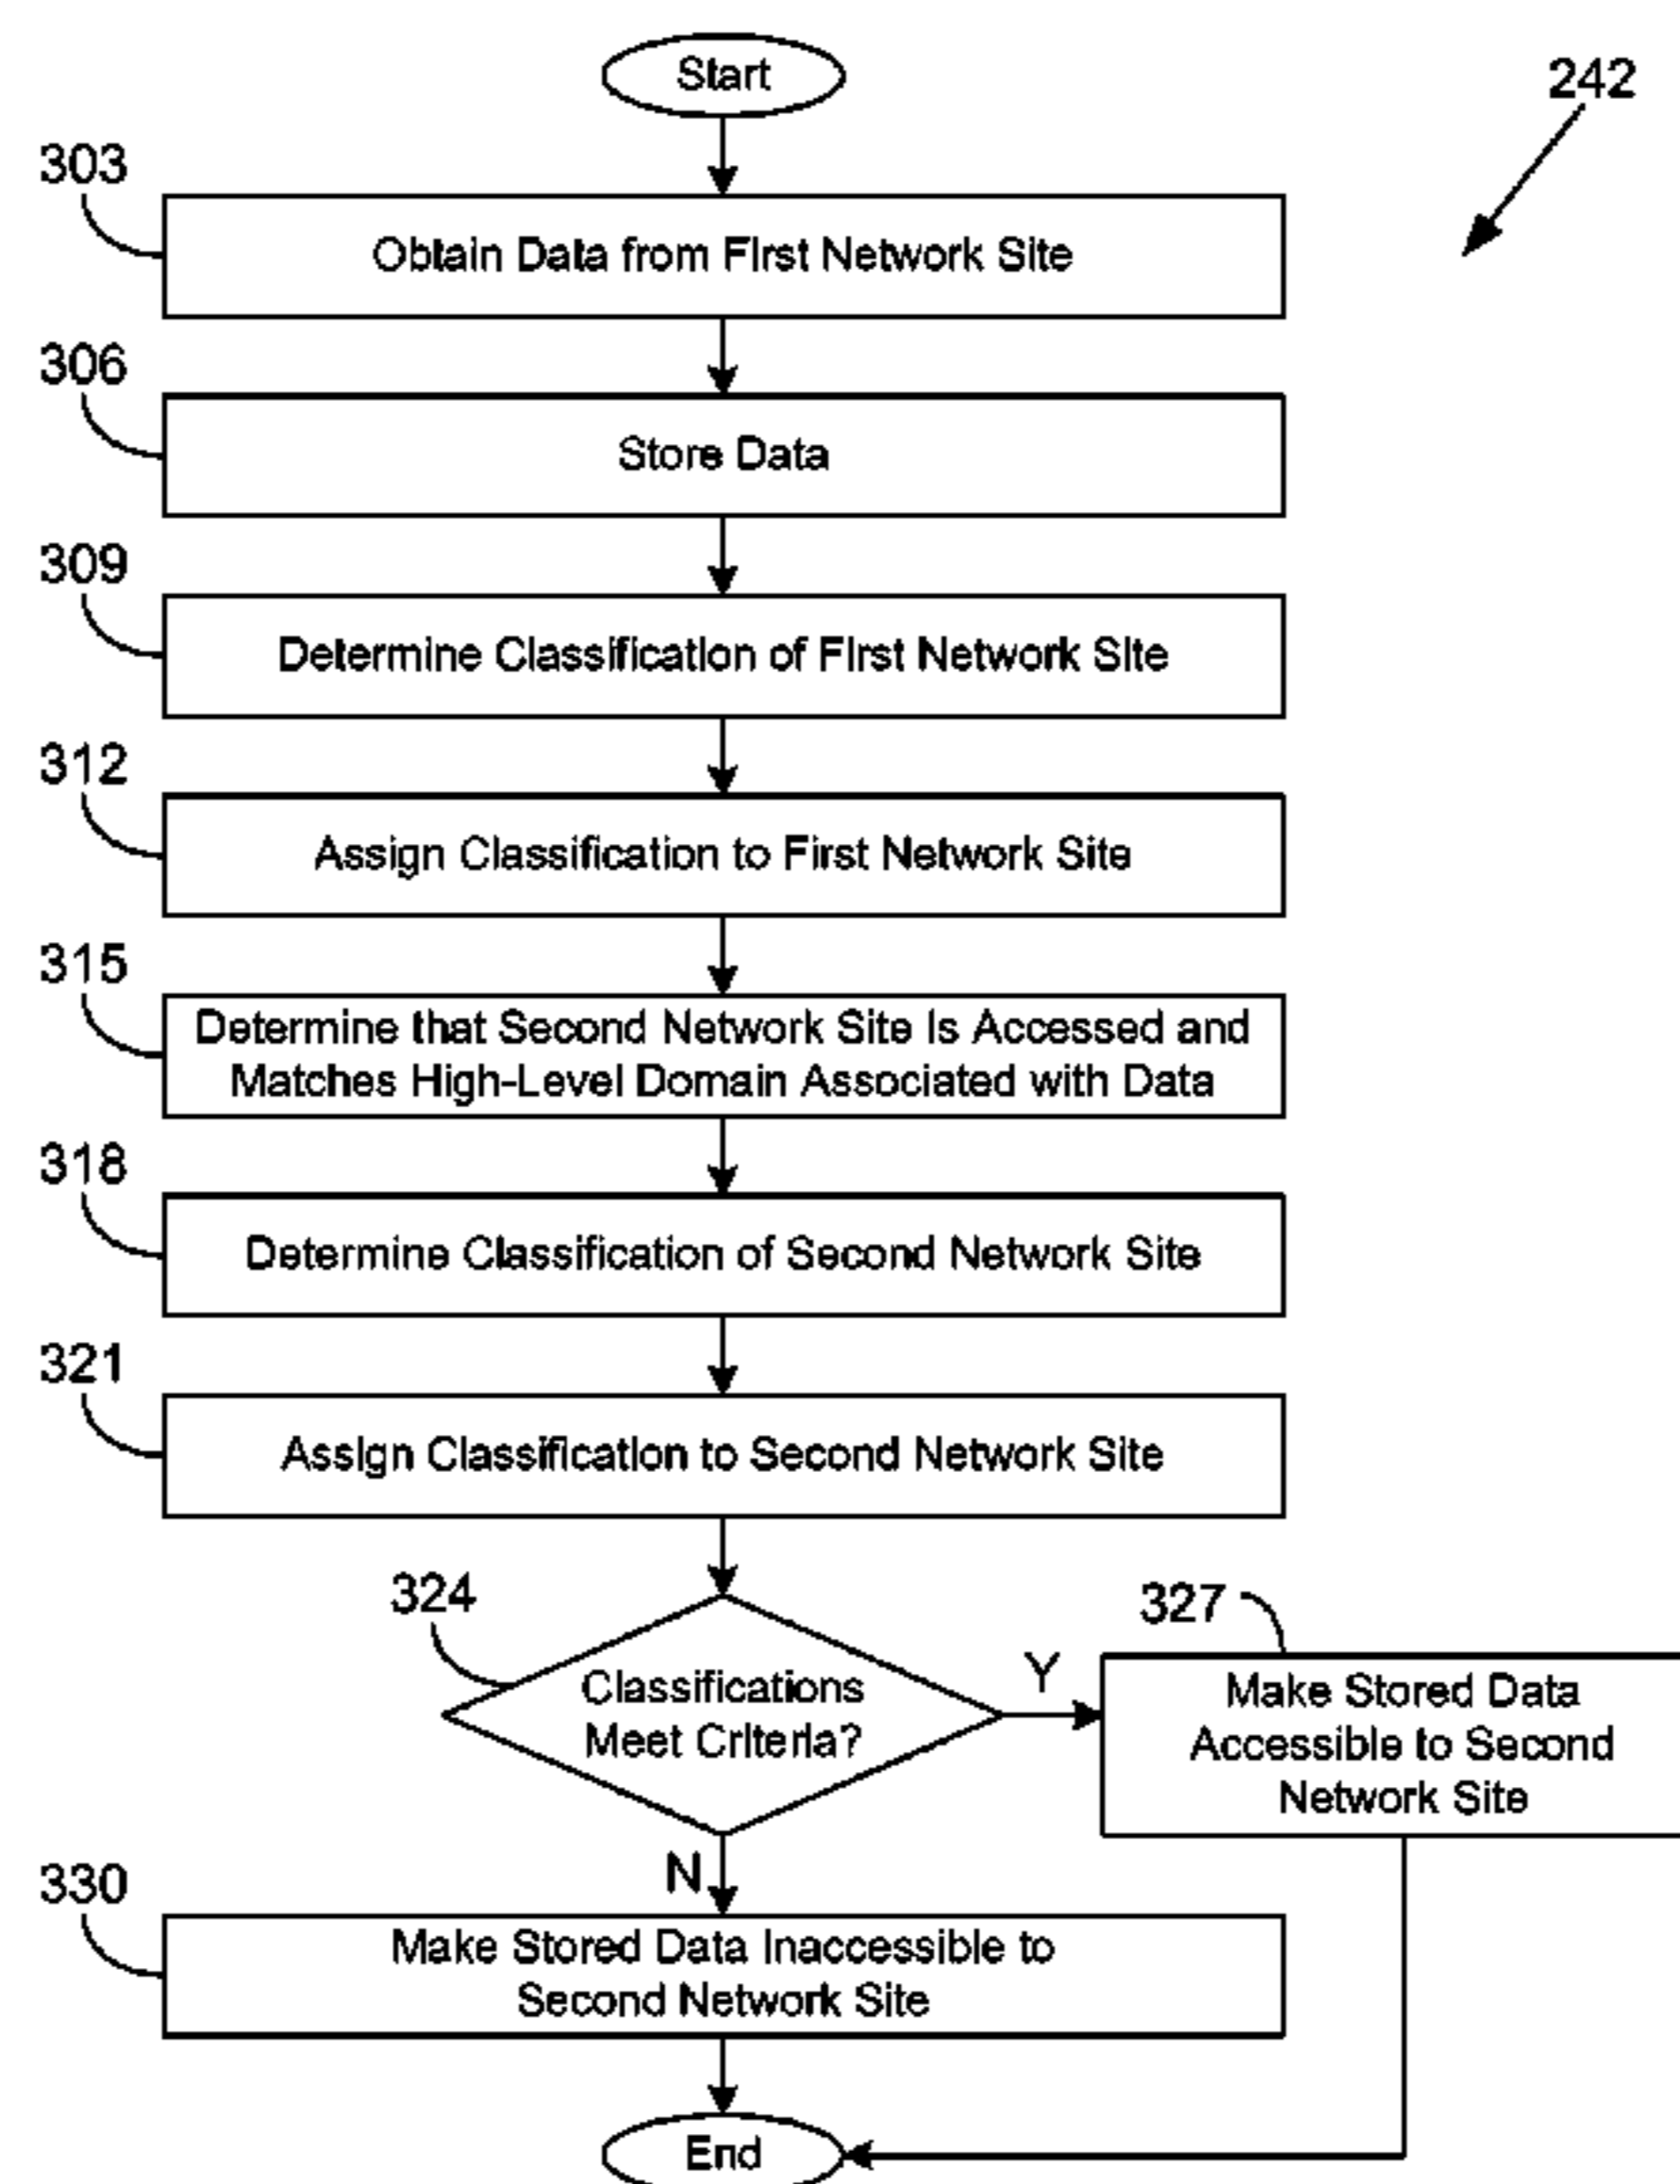 Start
242
303
Obtain Data from First Network Site
306
Store Data
309
Determine Classification of First Network Site
312
Assign Classification to First Network Site
315
Determine that Second Network Site Is Accessed and
Matches High-Level Domain Associated with Data
318
Determine Classification of Second Network Site
321
Assign Classification to Second Network Site
324
Classifications
Meet Criteria?
Y
327
Make Stored Data
Accessible to Second
Network Site
N
330
Make Stored Data Inaccessible to
Second Network Site
End